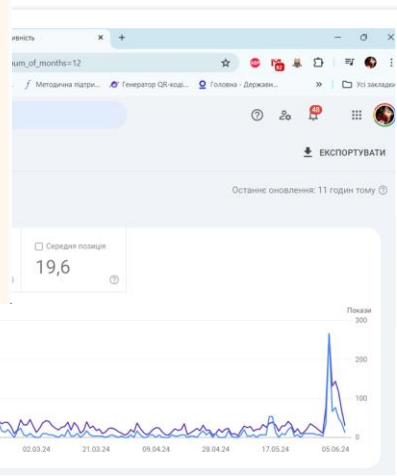 ивність
um_of_months=12
Методична підтри...
Генератор QR-коді...
Головна - Державн...
»
Усі закладки
48
ЕКСПОРТУВАТИ
Останнє оновлення: 11 годин тому
Середня позиція
19,6
Покази
300
200
100
0
02.03.24 21.03.24 09.04.24 28.04.24 17.05.24 05.06.24